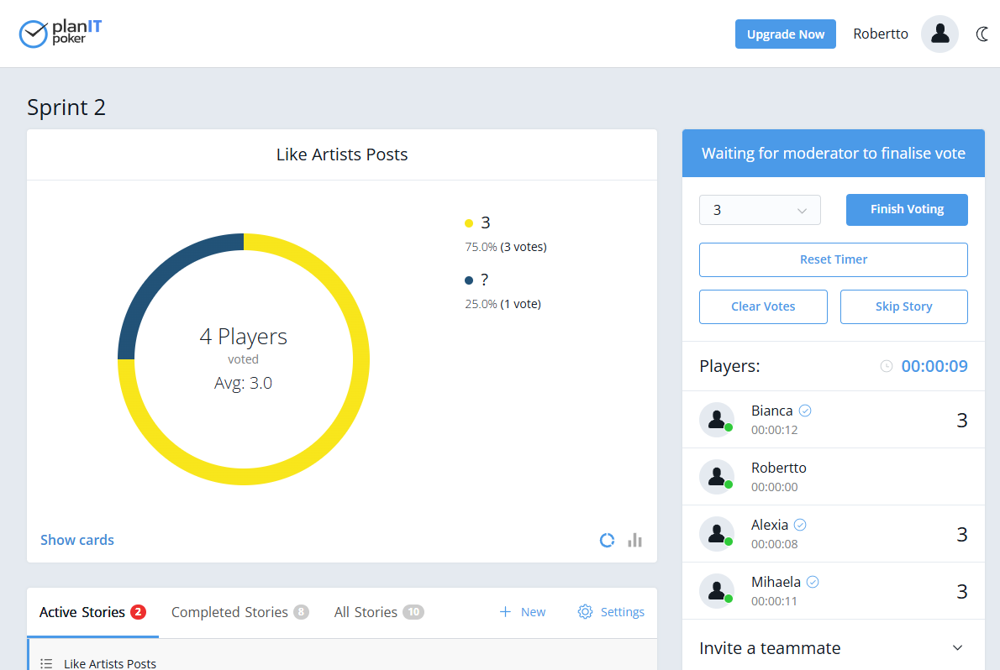 planIT
poker
Upgrade Now
Robertto
Sprint 2
Like Artists Posts
3
75.0% (3 votes)
?
25.0% (1 vote)
4 Players
voted
Avg: 3.0
Show cards
Waiting for moderator to finalise vote
3
Finish Voting
Reset Timer
Clear Votes
Skip Story
Players:
00:00:09
Bianca
00:00:12
3
Robertto
00:00:00
Alexia
00:00:08
3
Mihaela
00:00:11
3
Invite a teammate
Active Stories 2
Completed Stories 8
All Stories 10
New
Settings
Like Artists Posts